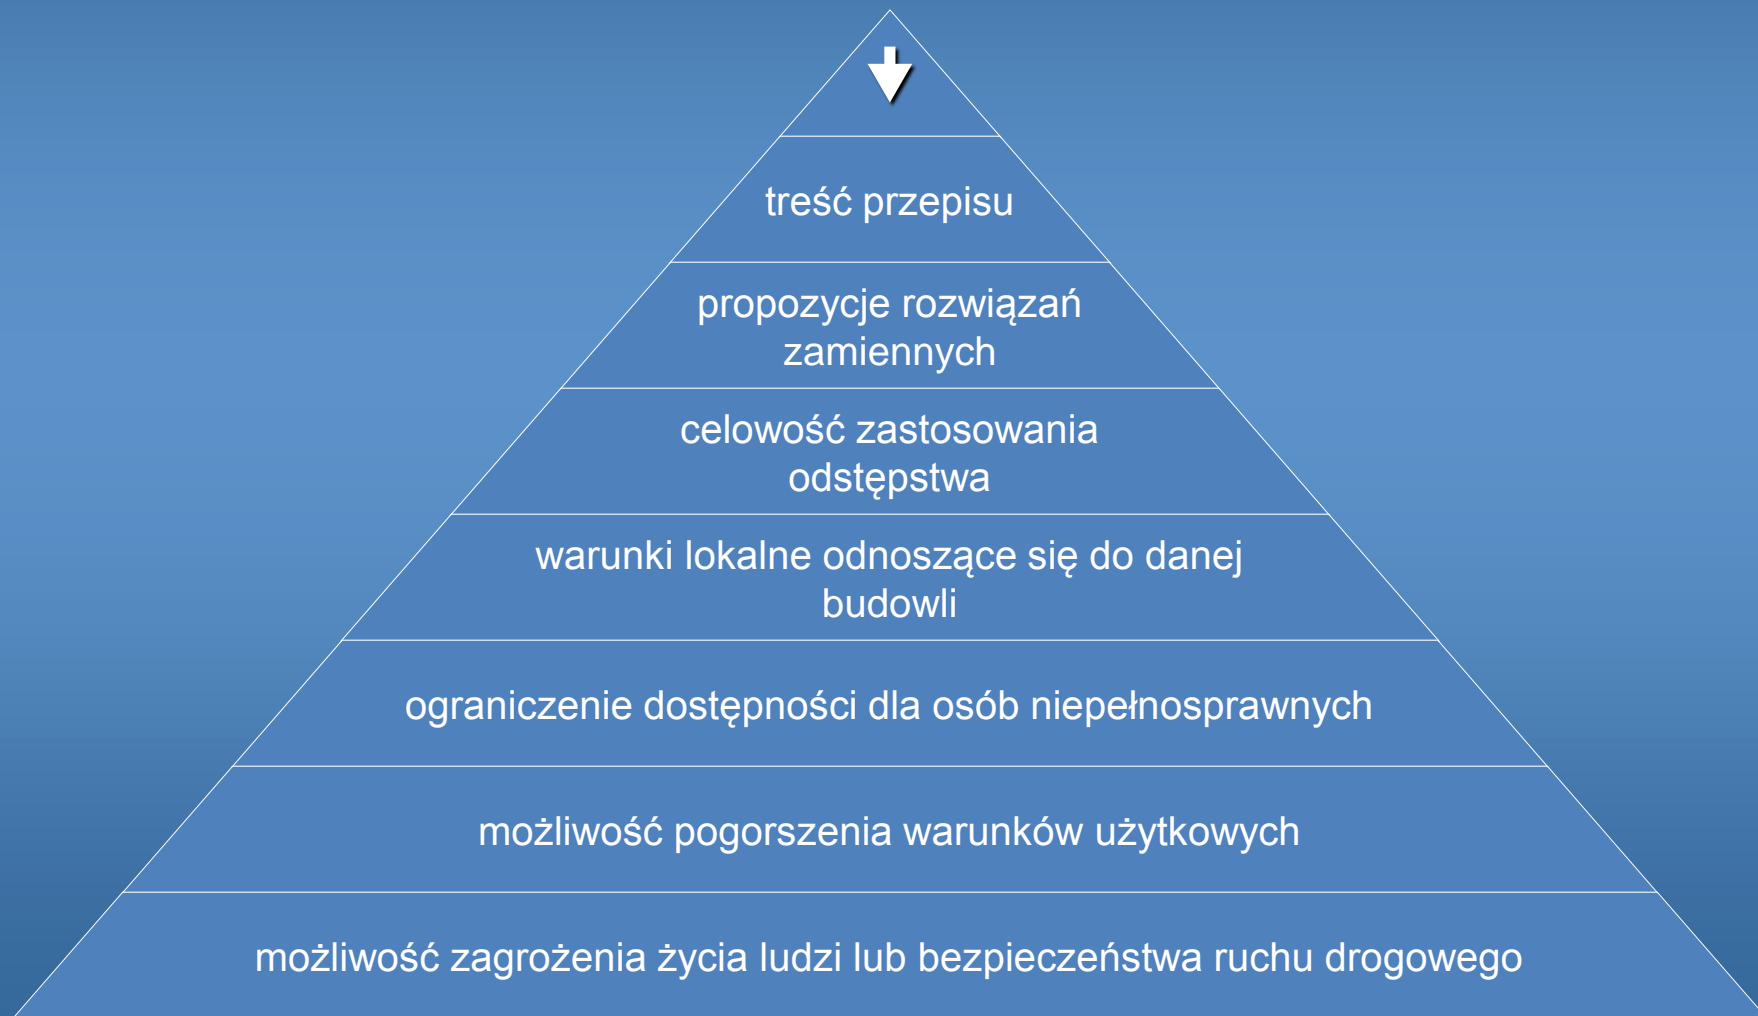 treść przepisu
propozycje rozwiązań
zamiennych
celowość zastosowania
odstępstwa
warunki lokalne odnoszące się do danej
budowli
ograniczenie dostępności dla osób niepełnosprawnych
możliwość pogorszenia warunków użytkowych
możliwość zagrożenia życia ludzi lub bezpieczeństwa ruchu drogowego